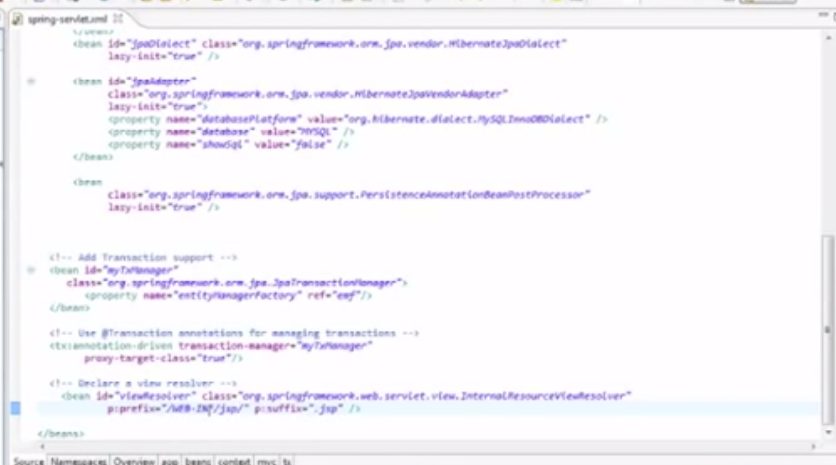 spring-servlet.xml
</bean>
<bean id="jpaDialect" class="org.springframework.orm.jpa.vendor.HibernateJpaDialect"
lazy-init="true" />
<bean id="jpaAdapter"
class="org.springframework.orm.jpa.vendor.HibernateJpaVendorAdapter"
lazy-init="true">
<property name="databasePlatform" value="org.hibernate.dialect.MySQLInnoDBDialect" />
<property name="database" value="MYSQL" />
<property name="showSql" value="false" />
</bean>
<bean
class="org.springframework.orm.jpa.support.PersistenceAnnotationBeanPostProcessor"
lazy-init="true" />
<!-- Add Transaction support -->
<bean id="myTxManager"
class="org.springframework.orm.jpa.JpaTransactionManager">
<property name="entityManagerFactory" ref="emf"/>
</bean>
<!-- Use @Transaction annotations for managing transactions -->
<tx:annotation-driven transaction-manager="myTxManager"
proxy-target-class="true"/>
<!-- Declare a view resolver -->
<bean id="viewResolver" class="org.springframework.web.servlet.view.InternalResourceViewResolver"
p:prefix="/WEB-INF/jsp/" p:suffix=".jsp" />
</beans>
Source Namespaces Overview aop beans context mvc tx